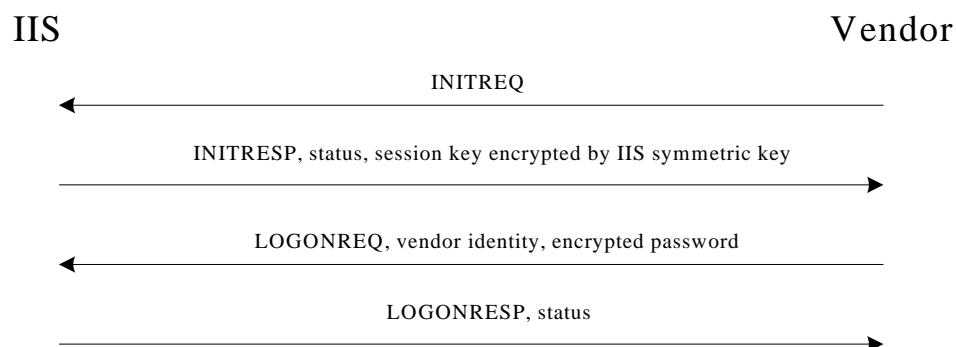 IIS
Vendor
INITREQ
INITRESP, status, session key encrypted by IIS symmetric key
LOGONREQ, vendor identity, encrypted password
LOGONRESP, status